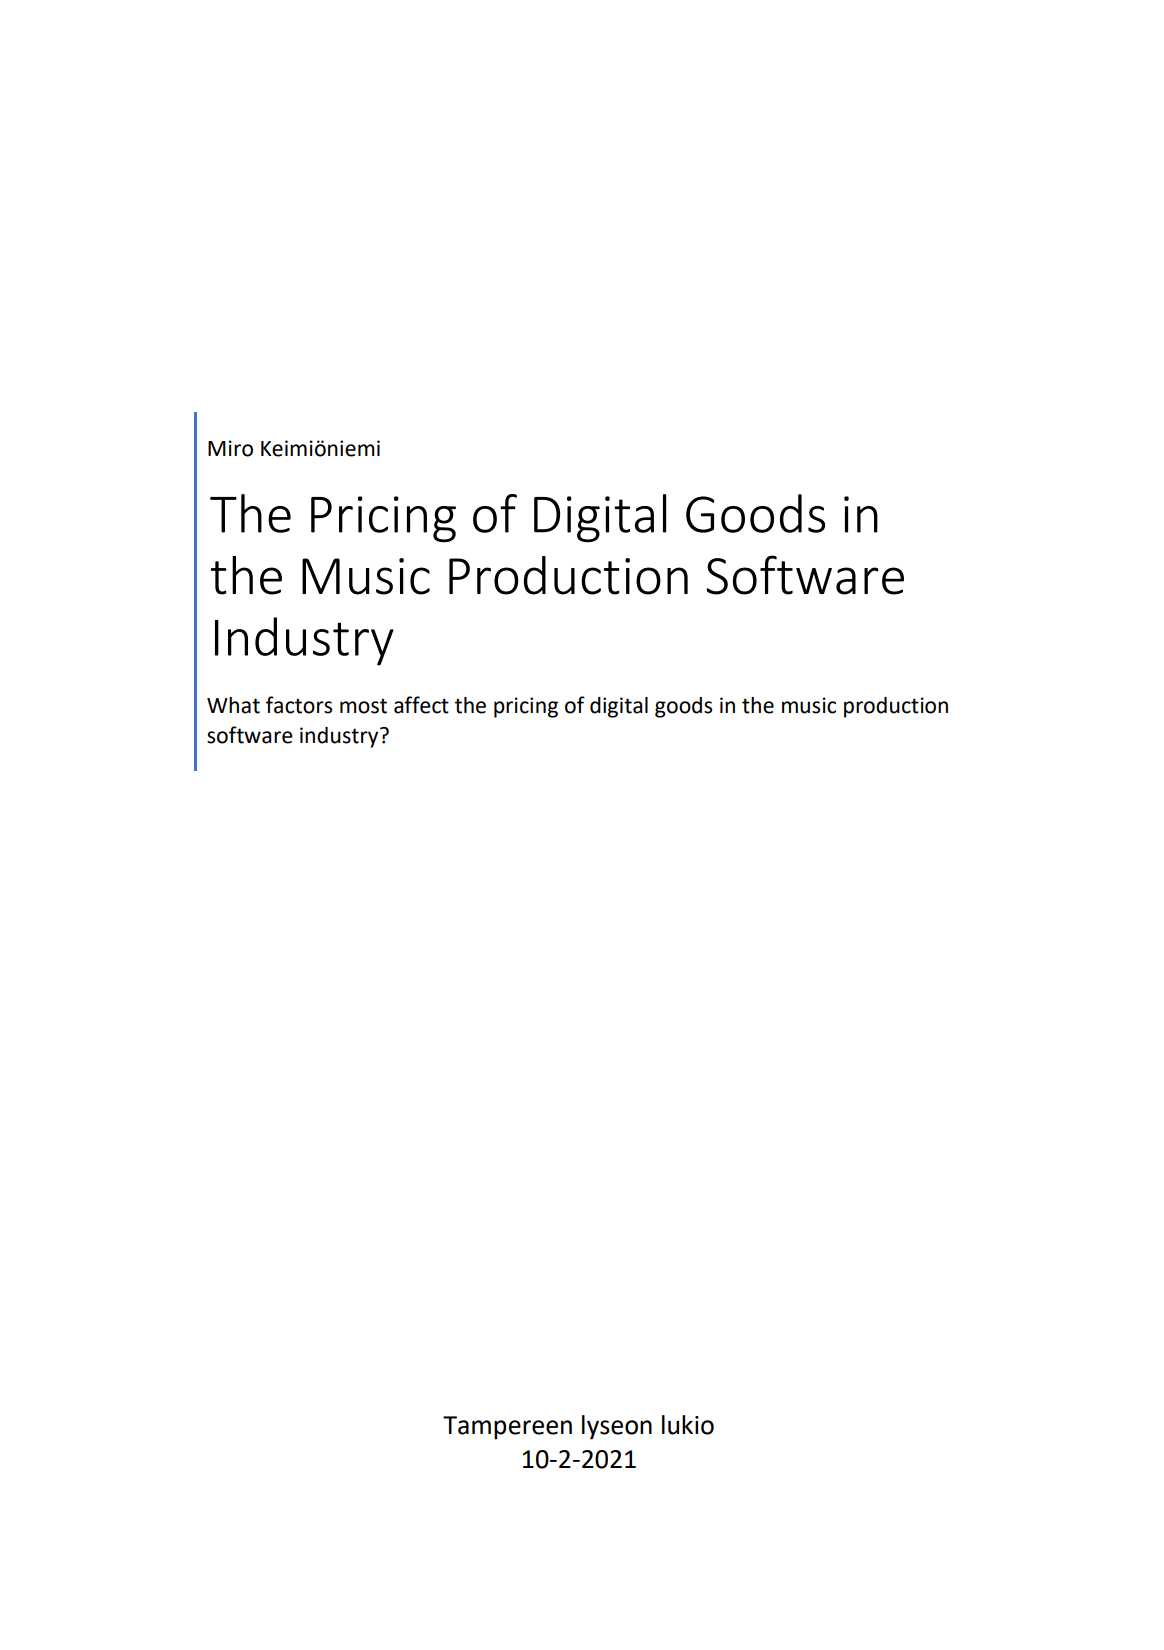 Miro Keimiöniemi
The Pricing of Digital Goods in
the Music Production Software
Industry
What factors most affect the pricing of digital goods in the music production
software industry?
Tampereen lyseon lukio
10-2-2021